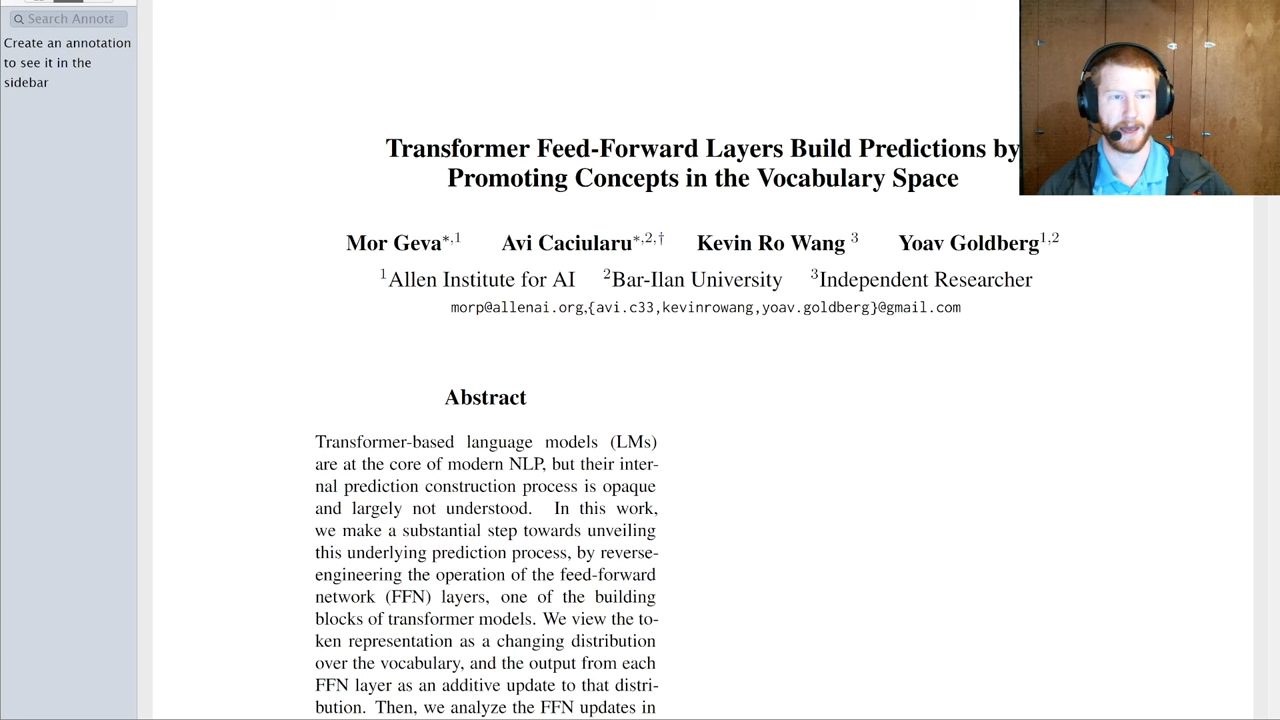 Search Annota
Create an annotation
to see it in the
sidebar
Transformer Feed-Forward Layers Build Predictions by
Promoting Concepts in the Vocabulary Space
Mor Geva∗,1 Avi Caciularu∗,2,† Kevin Ro Wang 3 Yoav Goldberg1,2
1Allen Institute for AI 2Bar-Ilan University 3Independent Researcher
morp@allenai.org,{avi.c33,kevinrowang,yoav.goldberg}@gmail.com
Abstract
Transformer-based language models (LMs)
are at the core of modern NLP, but their inter-
nal prediction construction process is opaque
and largely not understood. In this work,
we make a substantial step towards unveiling
this underlying prediction process, by reverse-
engineering the operation of the feed-forward
network (FFN) layers, one of the building
blocks of transformer models. We view the to-
ken representation as a changing distribution
over the vocabulary, and the output from each
FFN layer as an additive update to that distri-
bution. Then, we analyze the FFN updates in